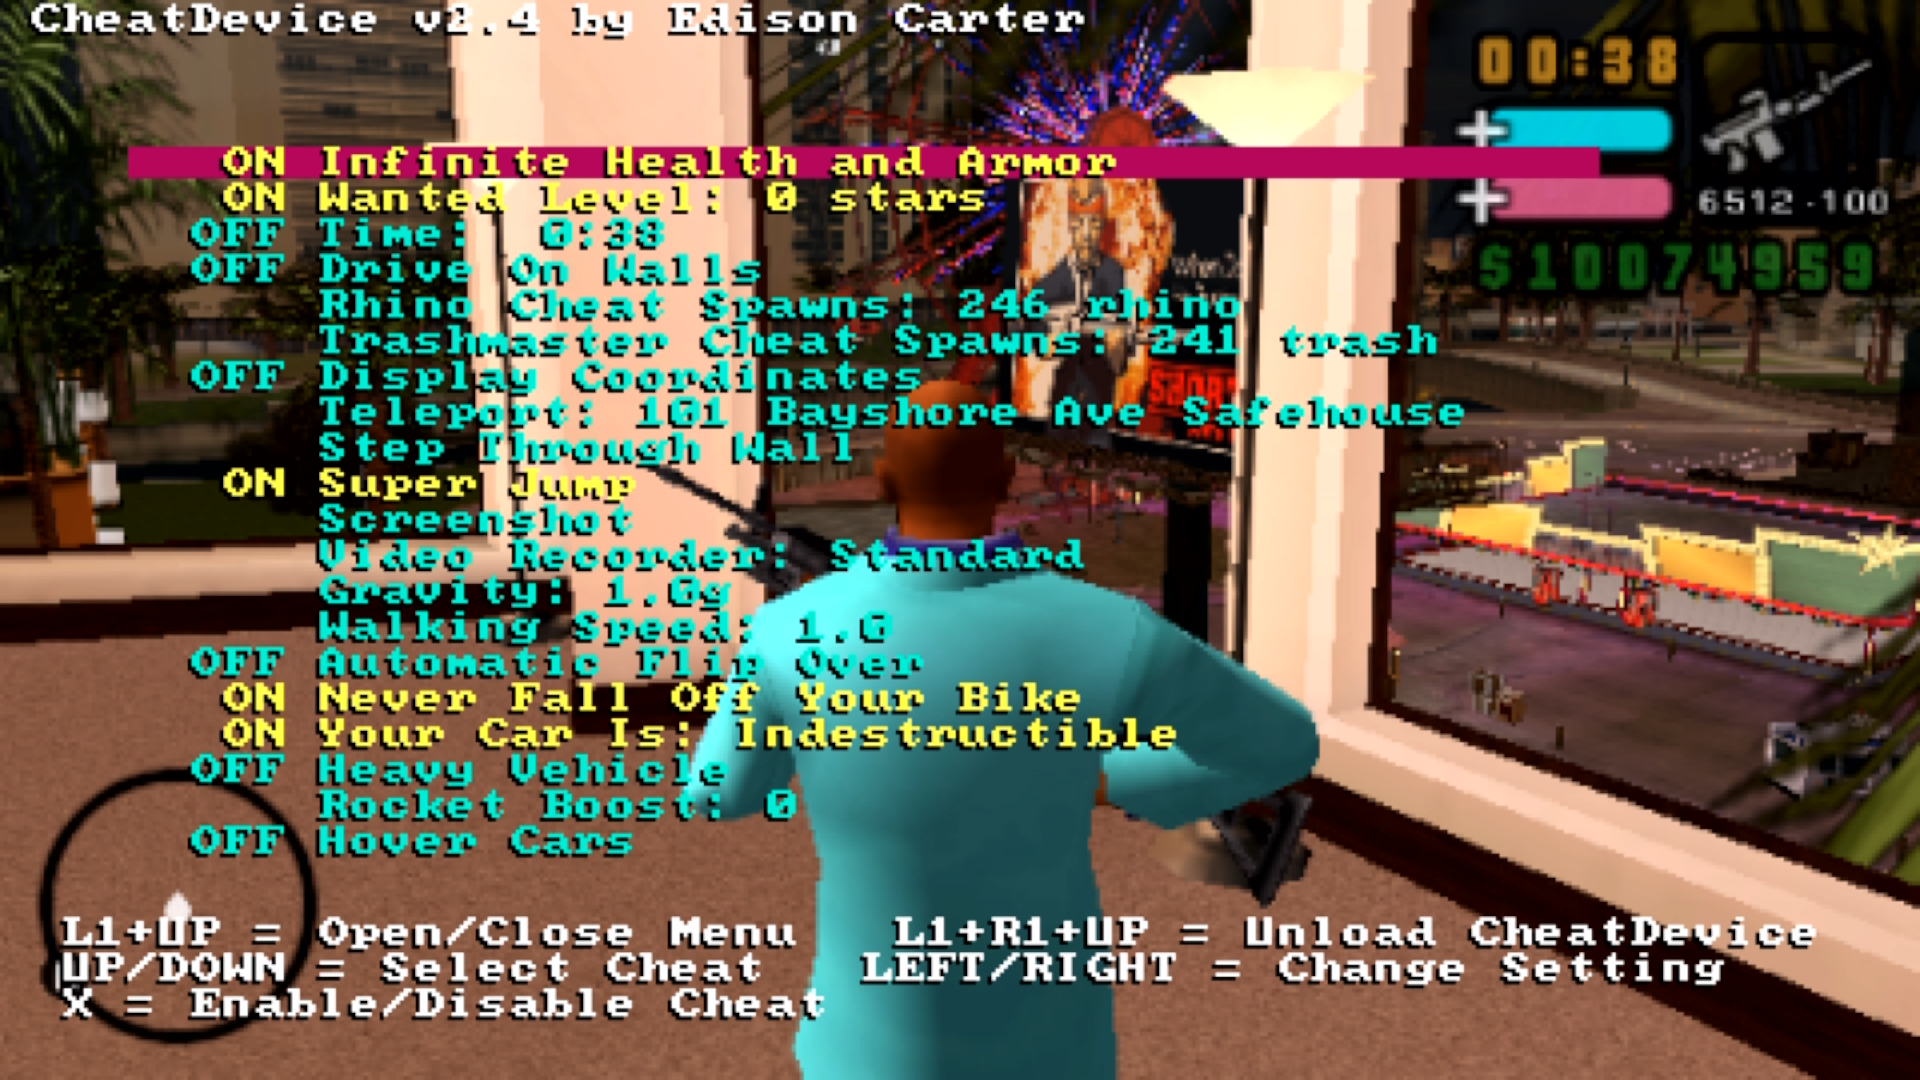 CheatDevice v2.4 by Edison Carter
00:38
ON Infinite Health and Armor
ON Wanted Level: 0 stars
6512-100
OFF Time: 0:38
$10074959
OFF Drive On Walls
Rhino Cheat Spawns: 246 rhino
Trashmaster Cheat Spawns: 241 trash
OFF Display Coordinates
Teleport: 101 Bayshore Ave Safehouse
Step Through Wall
ON Super Jump
Screenshot
Video Recorder: Standard
Gravity: 1.0g
Walking Speed: 1.0
OFF Automatic Flip Over
ON Never Fall Off Your Bike
ON Your Car Is: Indestructible
OFF Heavy Vehicle
Rocket Boost: 0
OFF Hover Cars
L1+UP = Open/Close Menu L1+R1+UP = Unload CheatDevice
UP/DOWN = Select Cheat LEFT/RIGHT = Change Setting
X = Enable/Disable Cheat